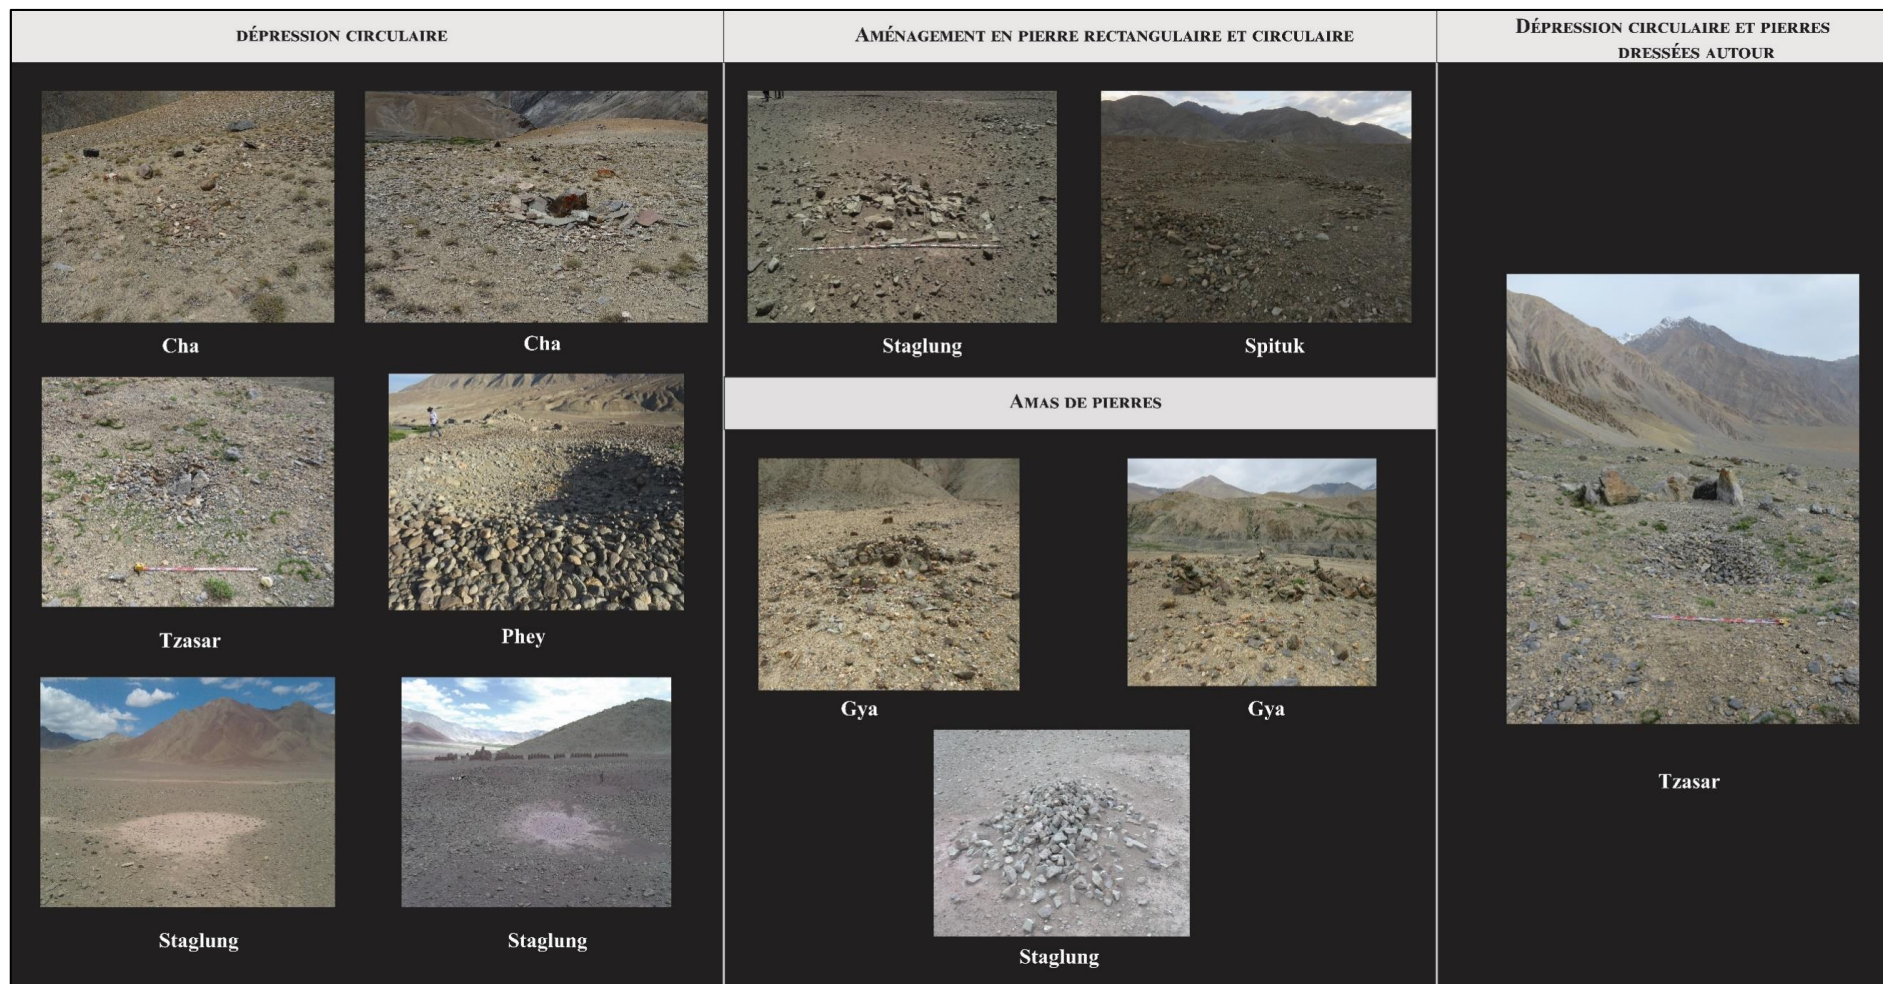 DÉPRESSION CIRCULAIRE
Cha
Cha
Tzasar
Phey
Staglung
Staglung
AMÉNAGEMENT EN PIERRE RECTANGULAIRE ET CIRCULAIRE
Staglung
Spituk
AMAS DE PIERRES
Gya
Gya
Staglung
DÉPRESSION CIRCULAIRE ET PIERRES
DRESSÉES AUTOUR
Tzasar